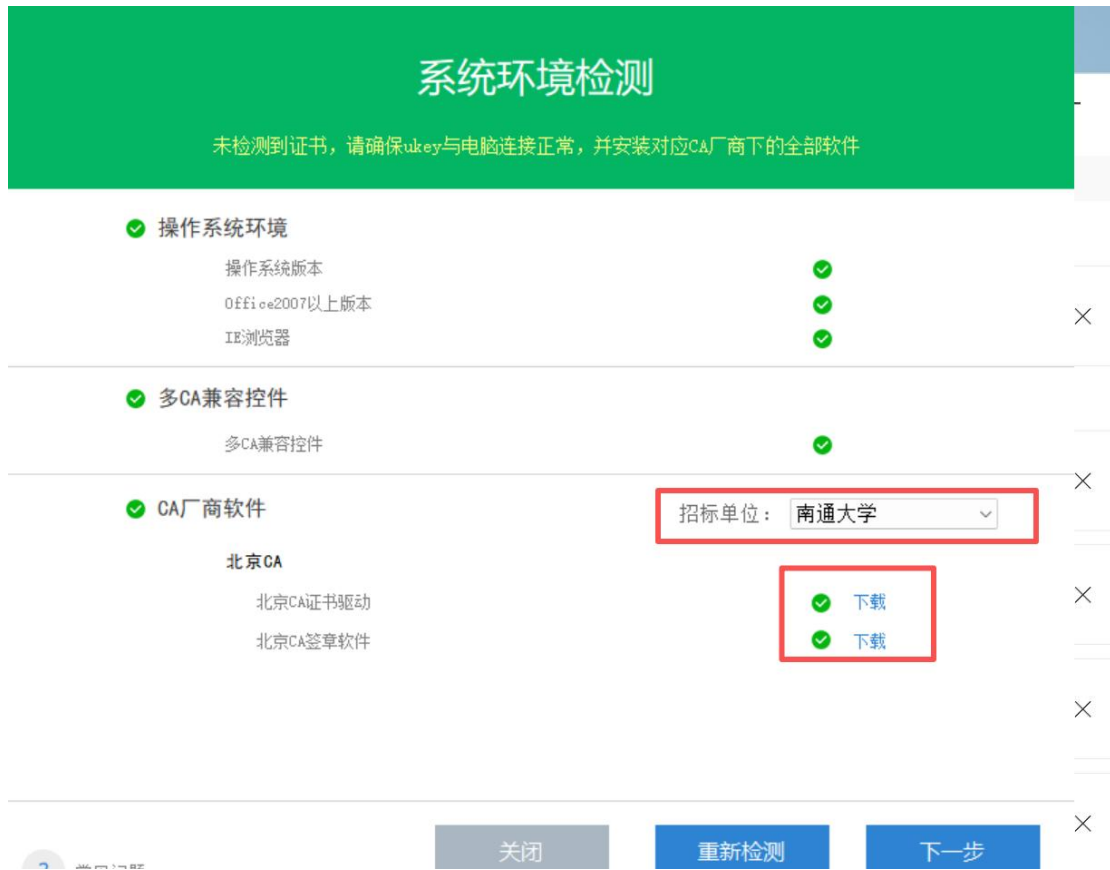 系统环境检测
未检测到证书，请确保ukey与电脑连接正常，并安装对应CA厂商下的全部软件
操作系统环境
操作系统版本
Office2007以上版本
IE浏览器
多CA兼容控件
多CA兼容控件
CA厂商软件 招标单位： 南通大学
北京CA
北京CA证书驱动 下载
北京CA签章软件 下载
关闭 重新检测 下一步